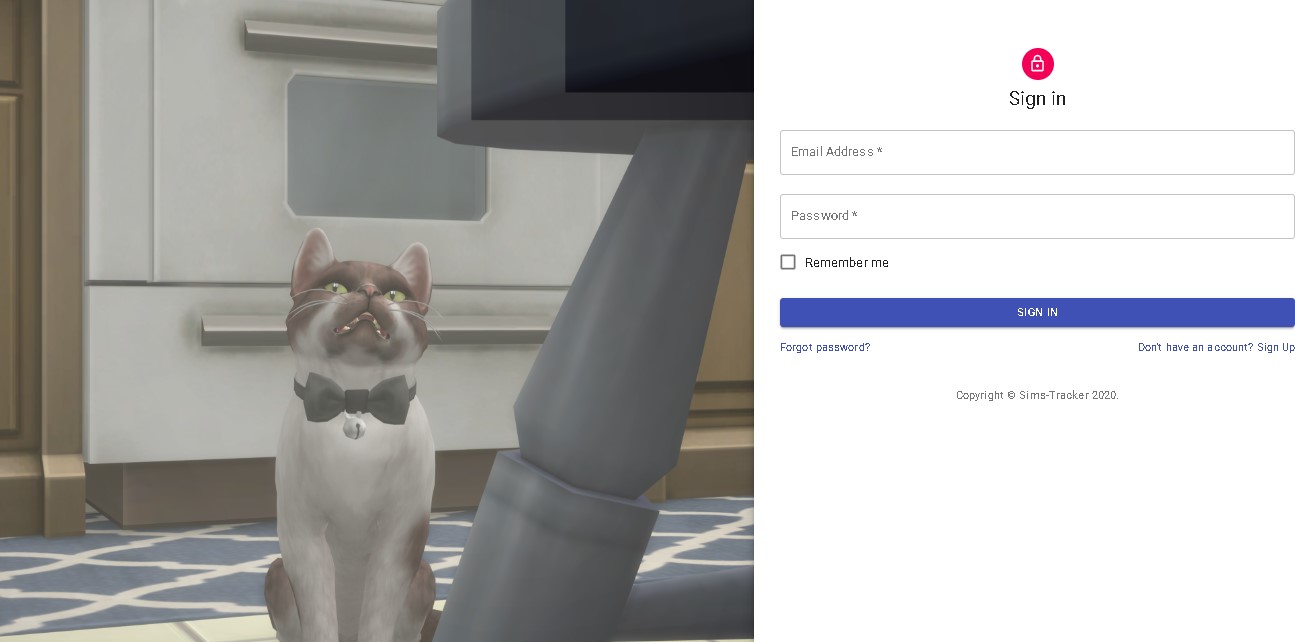 Sign in
Email Address *
Password *
Remember me
SIGN IN
Forgot password?
Don't have an account? Sign Up
Copyright © Sims-Tracker 2020.